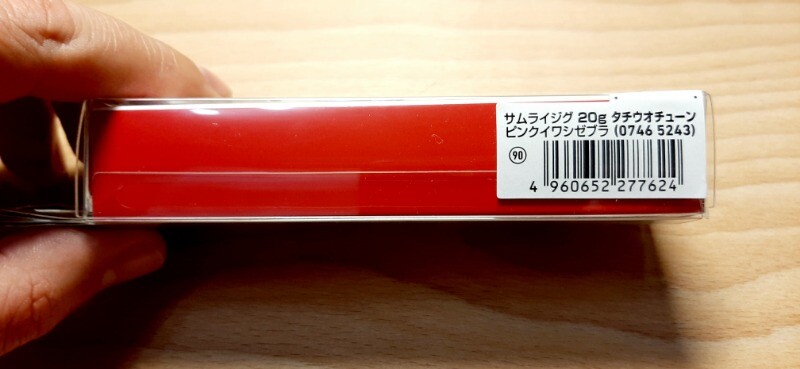 サムライジグ 20g タチウオチューン
ピンクイワシゼブラ (0746 5243)
90
4 960652 277624